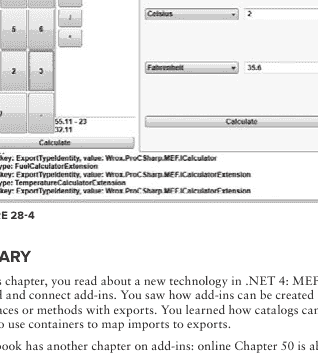 Celsius
2
5
6
/
*
2
3
Fahrenheit
35.6
.
55.11 - 23
32.11
Calculate
Calculate
key: ExportTypeIdentity, value: Wrox.ProCSharp.MEF.ICalculator
ype: FuelCalculatorExtension
key: ExportTypeIdentity, value: Wrox.ProCSharp.MEF.ICalculatorExtension
ype: TemperatureCalculatorExtension
key: ExportTypeIdentity, value: Wrox.ProCSharp.MEF.ICalculatorExtension
RE 28-4
ARY
s chapter, you read about a new technology in .NET 4: MEF
d and connect add-ins. You saw how add-ins can be created
nces or methods with exports. You learned how catalogs can
o use containers to map imports to exports.
book has another chapter on add-ins: online Chapter 50 is ab